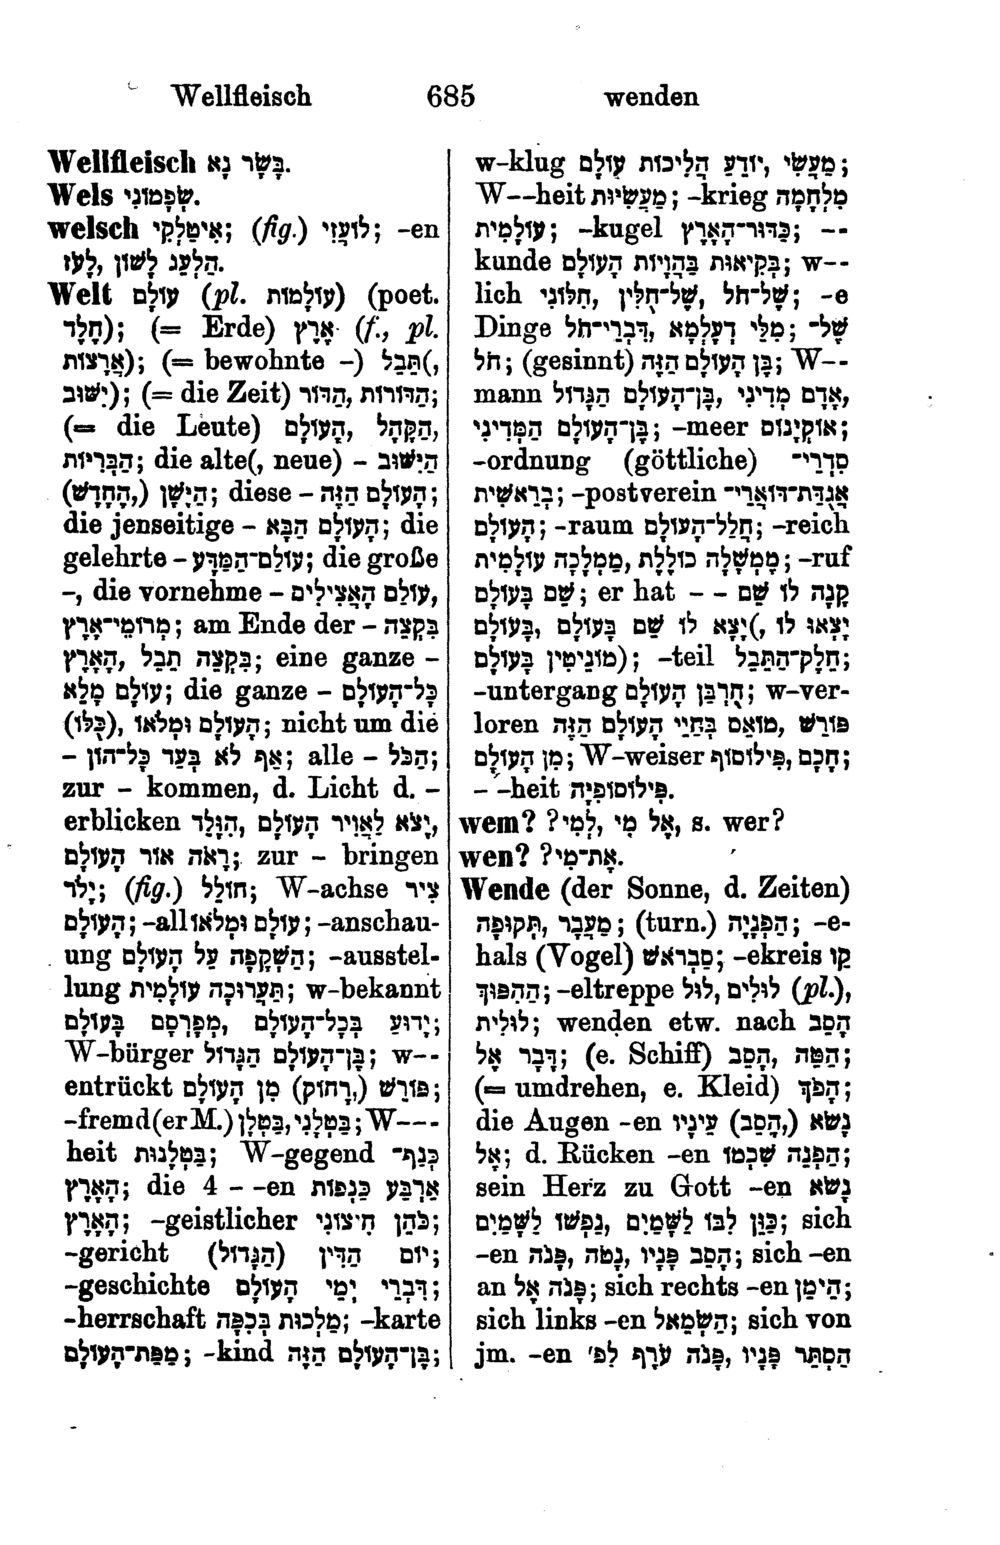 Wellfleisch 685 wenden
Wellfleisch בָּשָׂר נָא.
Wels שְׂפָמוֹנִי.
welsch אִיטַלְקִי; (fig.) לוֹעֲזִי; -en
הַלְעֵג לָשׁוֹן, לָעֹז.
Welt עוֹלָם (pl. עוֹלָמוֹת) (poet.
חֶלֶד); (= Erde) אֶרֶץ (f., pl.
אֲרָצוֹת); (= bewohnte -) תֵּבֵל(,
יִשּׁוּב); (= die Zeit) הַדּוֹר, הַדּוֹרוֹת;
(= die Leute) הָעוֹלָם, הַקָּהָל,
הַבְּרִיּוֹת; die alte(, neue) - הַיִּשּׁוּב
הַיָּשָׁן (,הֶחָדָשׁ); diese - הָעוֹלָם הַזֶּה;
die jenseitige - הָעוֹלָם הַבָּא; die
gelehrte - עוֹלַם־הַמַּדָּע; die große
-, die vornehme - עוֹלַם הָאֲצִילִים,
מְרוֹמֵי־אָרֶץ; am Ende der - בִּקְצֵה
הָאָרֶץ, בִּקְצֵה תֵבֵל; eine ganze -
עוֹלָם מָלֵא; die ganze - כָּל־הָעוֹלָם
(כֻּלּוֹ), הָעוֹלָם וּמְלֹאוֹ; nicht um die
- אַף לֹא בְּעַד כָּל־הוֹן; alle - הַכֹּל;
zur - kommen, d. Licht d. -
erblicken הִוָּלֵד, יָצֹא לַאֲוִיר הָעוֹלָם,
רָאֹה אוֹר הָעוֹלָם; zur - bringen
יָלֹד; (fig.) חוֹלֵל; W-achse צִיר
הָעוֹלָם; -all עוֹלָם וּמְלֹאוֹ; -anschau-
ung הַשְׁקָפָה עַל הָעוֹלָם; -ausstel-
lung תַּעֲרוּכָה עוֹלָמִית; w-bekannt
יָדוּעַ בְּכָל־הָעוֹלָם, מְפֻרְסָם בָּעוֹלָם;
W-bürger בֶּן־הָעוֹלָם הַגָּדוֹל; w--
entrückt פּוֹרֵשׁ (,רָחוֹק) מִן הָעוֹלָם;
-fremd(er M.) בַּטְלָנִי, בַּטְלָן; W---
heit בַּטְלָנוּת; W-gegend כְּנַף־
הָאָרֶץ; die 4 - -en אַרְבַּע כַּנְפוֹת
הָאָרֶץ; -geistlicher כֹּהֵן חִיצוֹנִי;
-gericht יוֹם הַדִּין (הַגָּדוֹל);
-geschichte דִּבְרֵי יְמֵי הָעוֹלָם;
-herrschaft מַלְכוּת בְּכִפָּה; -karte
מַפַּת־הָעוֹלָם; -kind בֶּן־הָעוֹלָם הַזֶּה;
w-klug מַעֲשִׂי, יוֹדֵעַ הֲלִיכוֹת עוֹלָם;
W--heit מַעֲשִׂיּוּת; -krieg מִלְחָמָה
עוֹלָמִית; -kugel כַּדּוּר־הָאָרֶץ; --
kunde בְּקִיאוּת בַּהֲוָיוֹת הָעוֹלָם; w--
lich שֶׁל־חֹל, שֶׁל־חֻלִּין, חִלּוֹנִי; -e
Dinge דִּבְרֵי־חֹל, מִלֵּי דְעָלְמָא; שֶׁל־
חֹל; (gesinnt) בֶּן הָעוֹלָם הַזֶּה; W--
mann אָדָם מְדִינִי, בֶּן־הָעוֹלָם הַגָּדוֹל,
בֶּן־הָעוֹלָם הַמְּדִינִי; -meer אוֹקְיָנוֹס;
-ordnung (göttliche) סִדְרֵי־
בְרֵאשִׁית; -postverein אֲגֻדַּת־דּוֹאֲרֵי־
הָעוֹלָם; -raum חֲלַל־הָעוֹלָם; -reich
מֶמְשָׁלָה כוֹלֶלֶת, מַמְלָכָה עוֹלָמִית; -ruf
שֵׁם בָּעוֹלָם; er hat - - קָנָה לוֹ שֵׁם
בָּעוֹלָם, יָצָא לוֹ שֵׁם בָּעוֹלָם(, יָצְאוּ לוֹ
מוֹנִיטִין בָּעוֹלָם); -teil חֵלֶק־הַתֵּבֵל;
-untergang חֻרְבַּן הָעוֹלָם; w-ver-
loren מוֹאֵס בְּחַיֵּי הָעוֹלָם הַזֶּה, פּוֹרֵשׁ
מִן הָעוֹלָם; W-weiser חָכָם, פִּילוֹסוֹף;
- -heit פִּילוֹסוֹפִיָּה.
wem? לְמִי?, אֶל מִי, s. wer?
wen? אֶת־מִי?.
Wende (der Sonne, d. Zeiten)
מַעֲבָר, תְּקוּפָה; (turn.) הַפְנָיָה; -e-
hals (Vogel) סַבְרֹאשׁ; -ekreis קַו
הַהִפּוּךְ; -eltreppe לוּל, לוּלִים (pl.),
לוּלִית; wenden etw. nach הָסֵב
דָּבָר אֶל; (e. Schiff) הָסֵב, הַטֵּה;
(= umdrehen, e. Kleid) הָפֹךְ;
die Augen -en נָשֹׂא (,הָסֵב) עֵינָיו
אֶל; d. Rücken -en הַפְנֵה שִׁכְמוֹ;
sein Herz zu Gott -en נָשֹׂא
נַפְשׁוֹ לַשָּׁמַיִם, כַּוֵּן לִבּוֹ לַשָּׁמַיִם; sich
-en הָסֵב פָּנָיו, נָטֹה, פָּנֹה; sich -en
an פָּנֹה אֶל; sich rechts -en הֵימִן;
sich links -en הַשְׂמְאֵל; sich von
jm. -en הַסְתֵּר פָּנָיו, פָּנֹה עֹרֶף לִפְ'